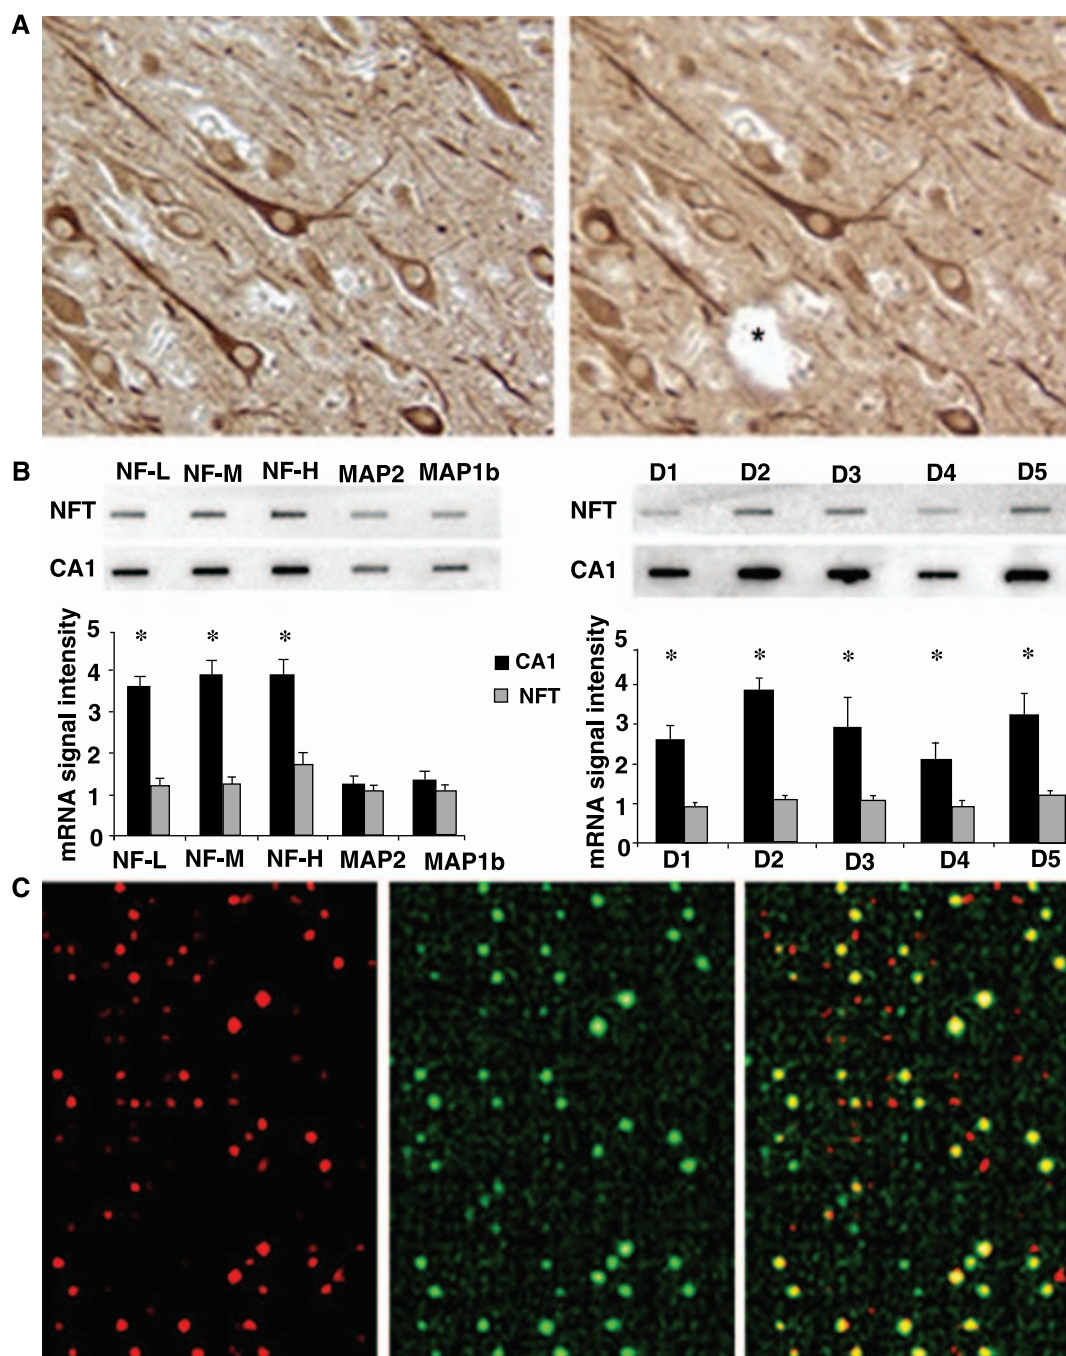 A
*
B
NF-L NF-M NF-H MAP2 MAP1b
NFT
CA1
mRNA signal intensity
5
4
3
2
1
0
* * *
NF-L NF-M NF-H MAP2 MAP1b
CA1
NFT
D1 D2 D3 D4 D5
NFT
CA1
mRNA signal intensity
5
4
3
2
1
0
* * * * *
D1 D2 D3 D4 D5
C